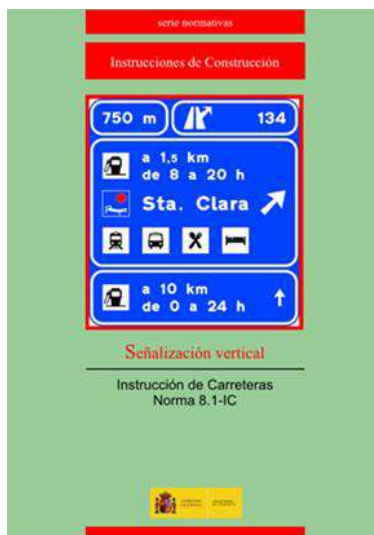 serie normativas
Instrucciones de Construcción
750 m
134
a 1,5 km
de 8 a 20 h
Sta. Clara
a 10 km
de 0 a 24 h
Señalización vertical
Instrucción de Carreteras
Norma 8.1-IC